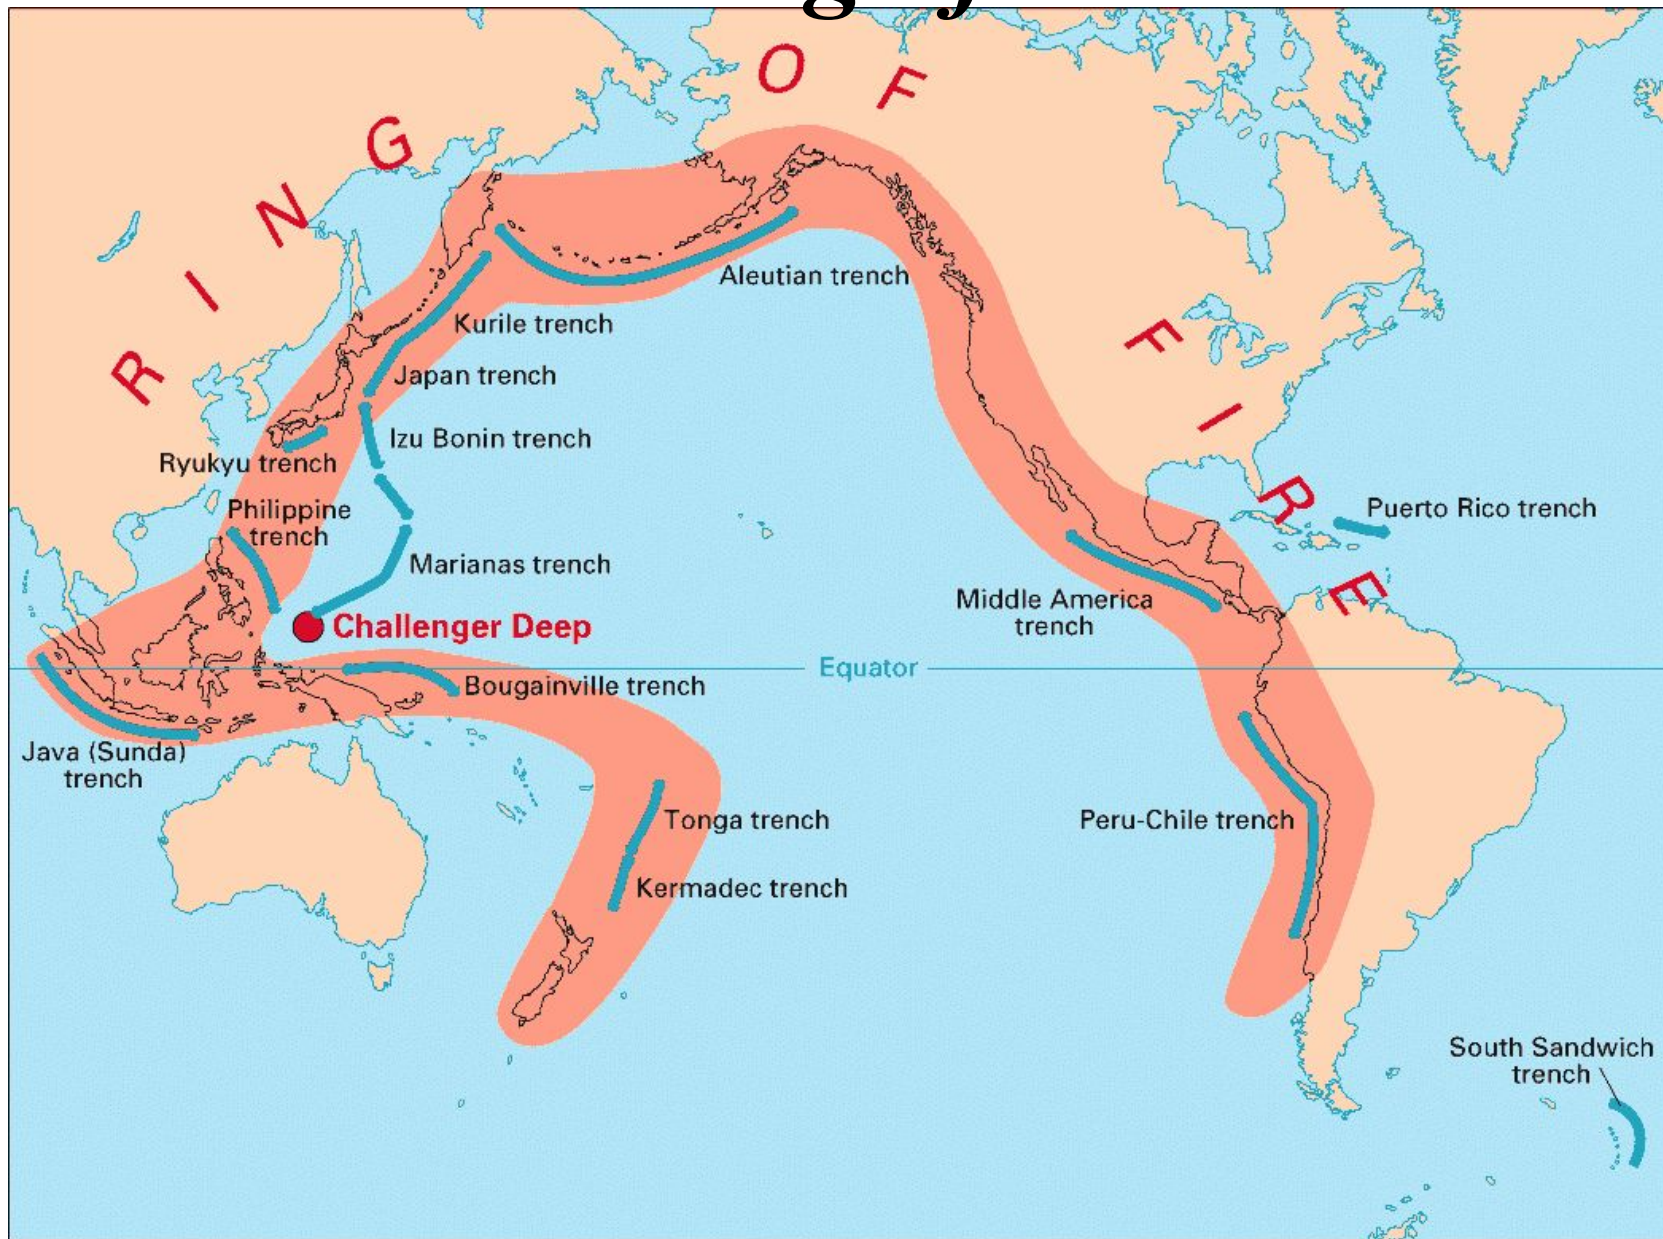 RING OF FIRE
Aleutian trench
Kurile trench
Japan trench
Izu Bonin trench
Ryukyu trench
Philippine
trench
Marianas trench
Challenger Deep
Puerto Rico trench
Middle America
trench
Equator
Bougainville trench
Java (Sunda)
trench
Tonga trench
Kermadec trench
Peru-Chile trench
South Sandwich
trench